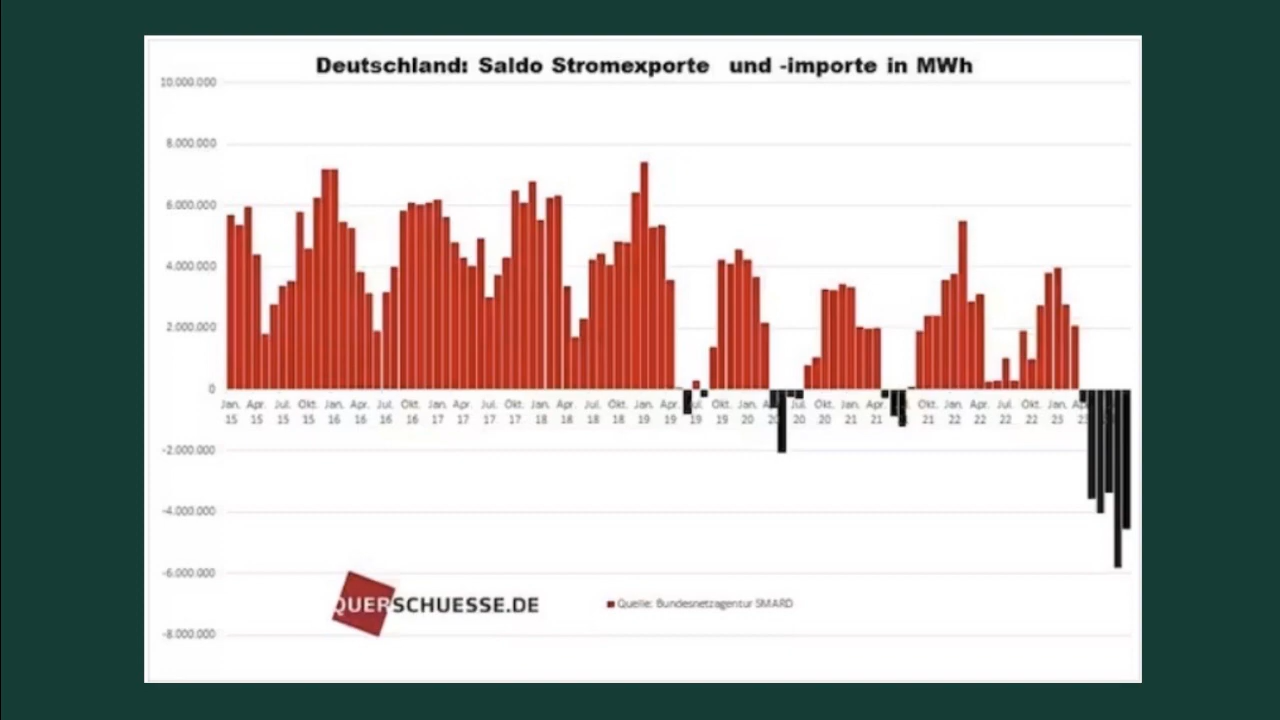 Deutschland: Saldo Stromexporte und -importe in MWh
10.000.000
8.000.000
6.000.000
4.000.000
2.000.000
0
-2.000.000
-4.000.000
-6.000.000
-8.000.000
Jan. Apr. Jul. Okt. Jan. Apr. Jul. Okt. Jan. Apr. Jul. Okt. Jan. Apr. Jul. Okt. Jan. Apr. Jul. Okt. Jan. Jul. Okt. Jan. Apr. Okt. Jan. Apr. Jul. Okt. Jan.
15 15 15 15 16 16 16 16 17 17 17 17 18 18 18 18 19 19 19 19 20 20 20 21 21 21 22 22 22 22 23
QUERSCHUESSE.DE
Quelle: Bundesnetzagentur SMARD